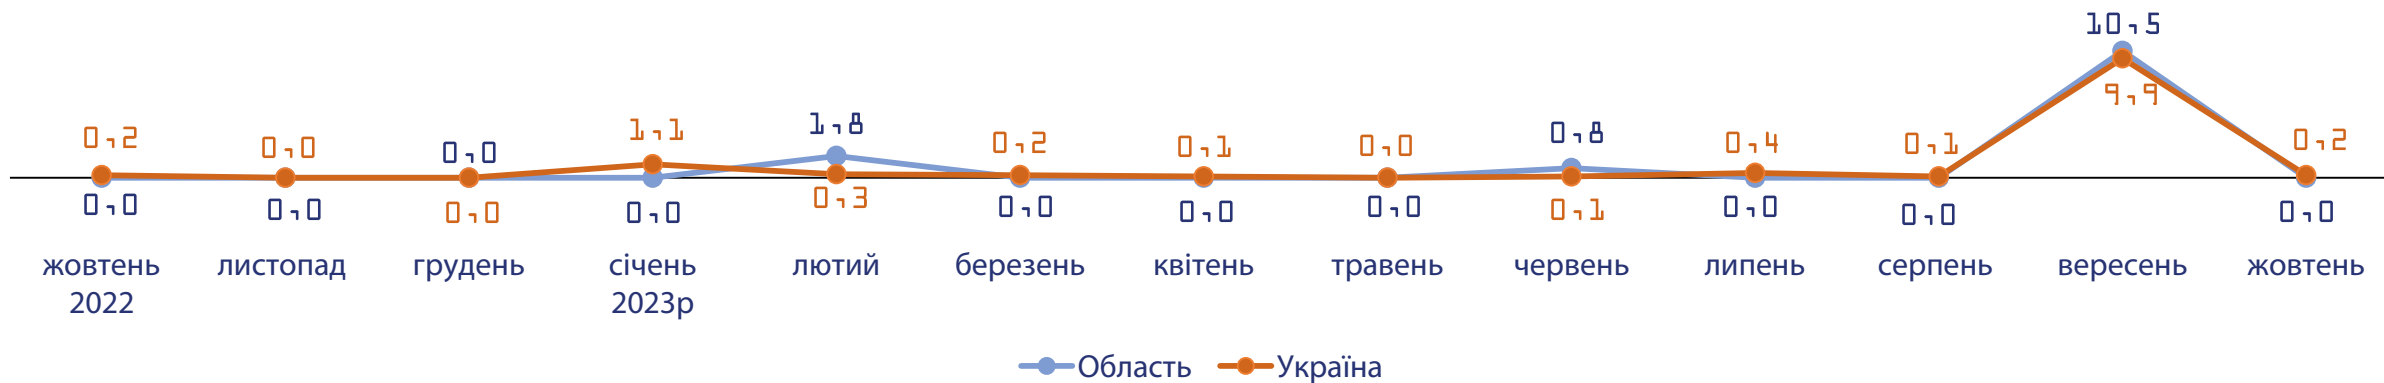 10,5
9,9
0,2 0,0 0,0 1,1 1,8 0,2 0,1 0,0 0,8 0,4 0,1 0,2
0,0 0,0 0,0 0,0 0,3 0,0 0,0 0,0 0,1 0,0 0,0 0,0
жовтень листопад грудень січень лютий березень квітень травень червень липень серпень вересень жовтень
2022 2023р
Область Україна